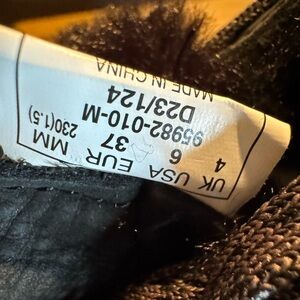 UK USA EUR MM
4 6 37 230(1.5)
95982-010-M
D23/124
MADE IN CHINA